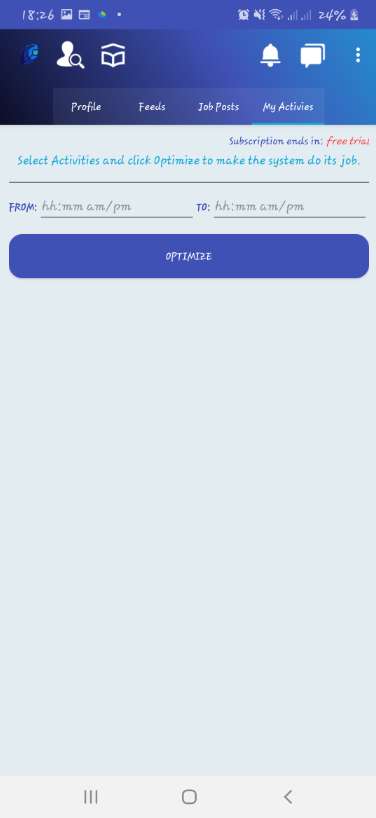 18:26 24%
Profile Feeds Job Posts My Activies
Subscription ends in: free trial
Select Activities and click Optimize to make the system do its job.
FROM: hh:mm am/pm TO: hh:mm am/pm
OPTIMIZE